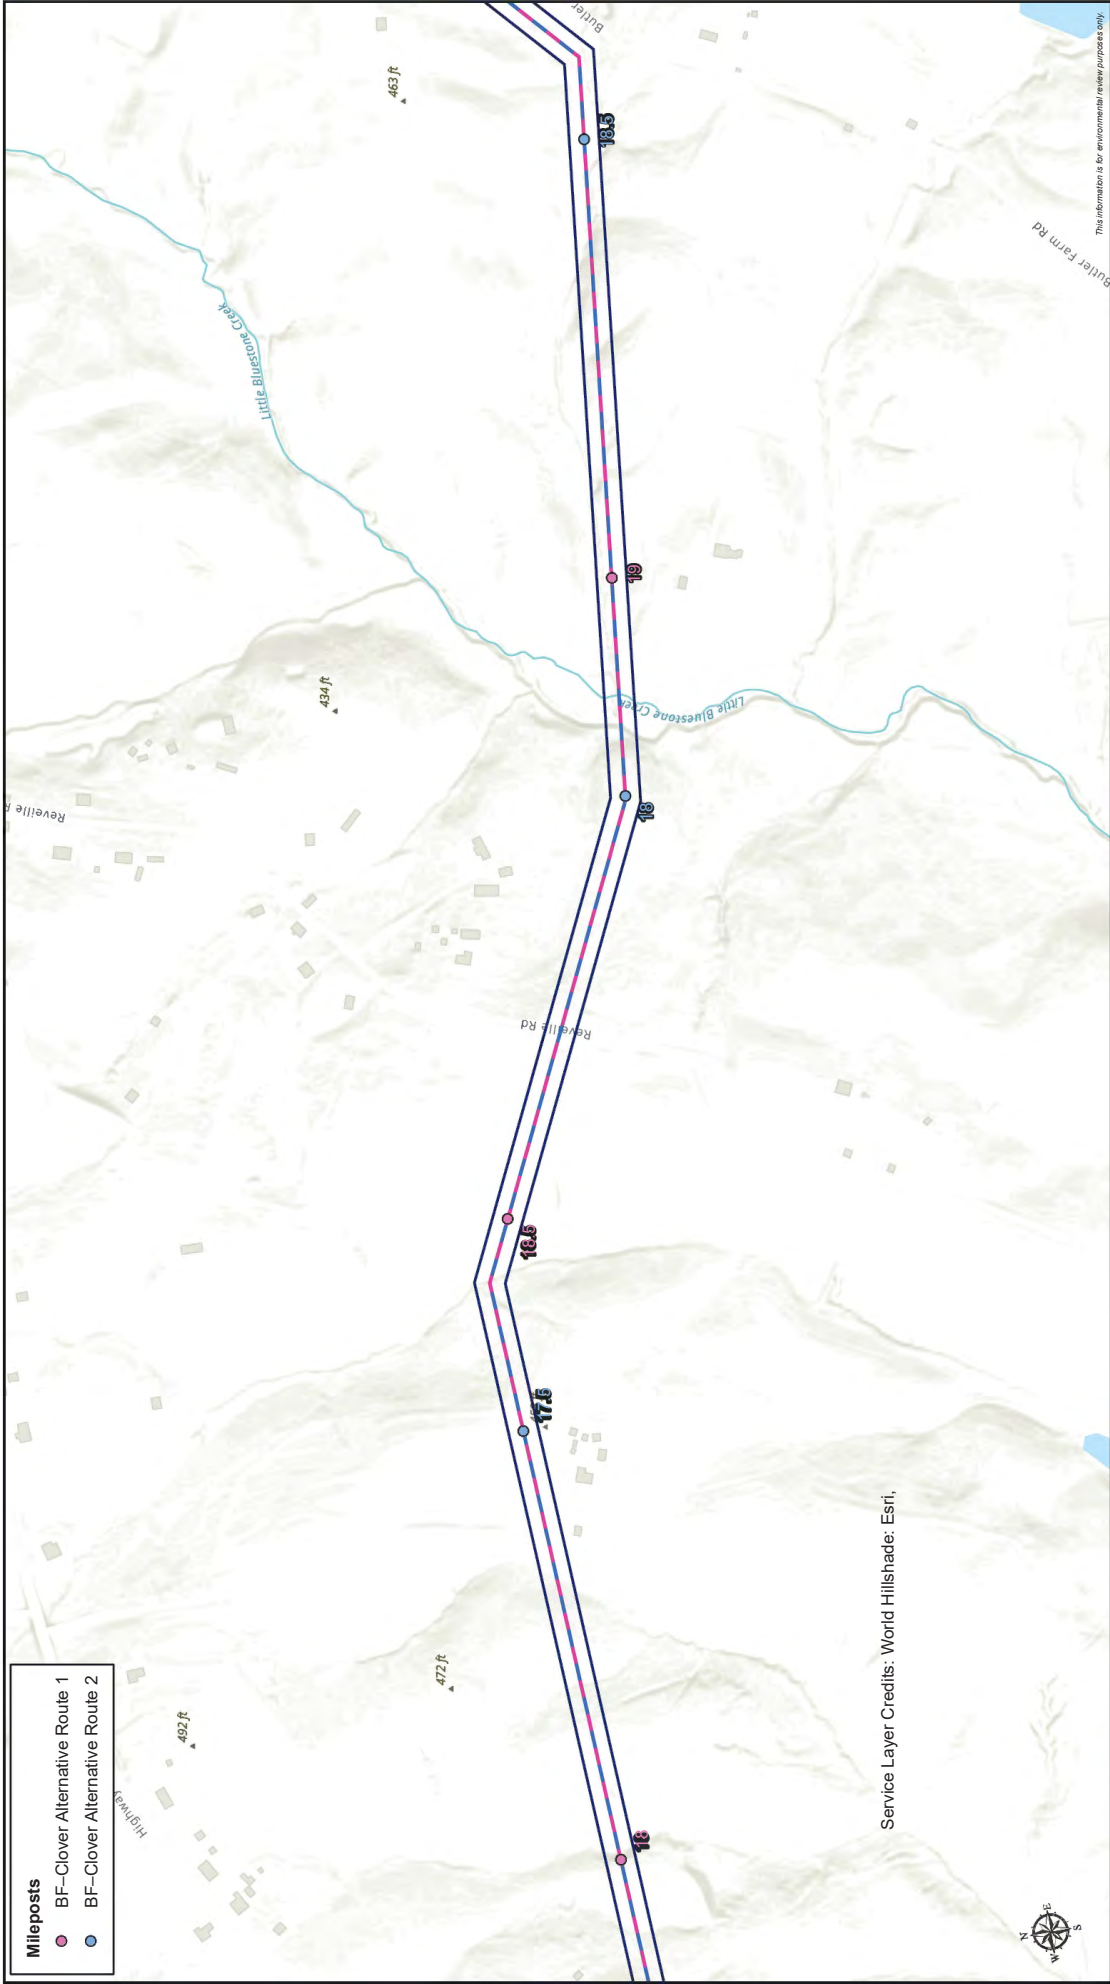 Mileposts
BF–Clover Alternative Route 1
BF–Clover Alternative Route 2
Highway
492 ft
472 ft
18
17.5
18.5
Reveille Rd
18
Reveille R
434 ft
19
Little Bluestone Creek
Little Bluestone Creek
463 ft
18.5
Butler
Butler Farm Rd
Service Layer Credits: World Hillshade: Esri,
N
E
S
W
This information is for environmental review purposes only.